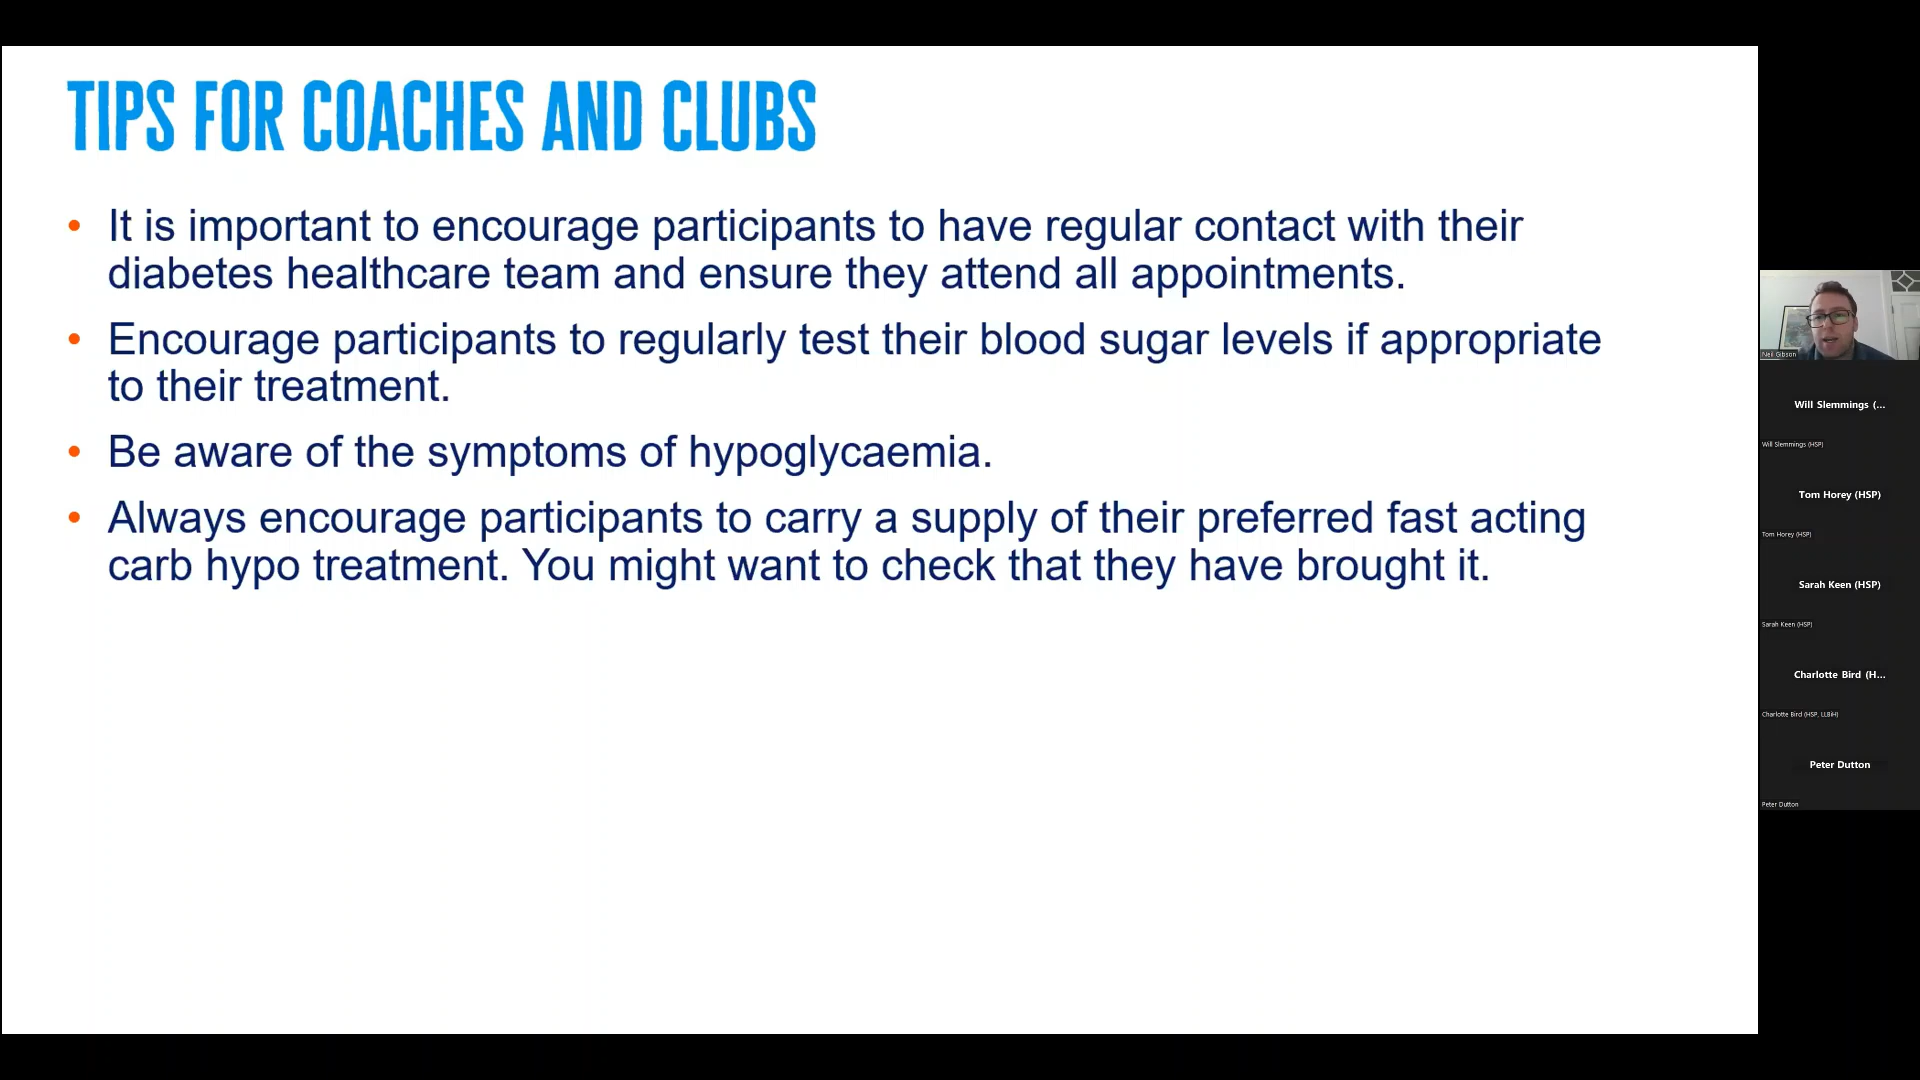 TIPS FOR COACHES AND CLUBS
• It is important to encourage participants to have regular contact with their
diabetes healthcare team and ensure they attend all appointments.
• Encourage participants to regularly test their blood sugar levels if appropriate
to their treatment.
• Be aware of the symptoms of hypoglycaemia.
• Always encourage participants to carry a supply of their preferred fast acting
carb hypo treatment. You might want to check that they have brought it.
Neil Gibson
Will Slemmings (...
Will Slemmings (HSP)
Tom Horey (HSP)
Tom Horey (HSP)
Sarah Keen (HSP)
Sarah Keen (HSP)
Charlotte Bird (H...
Charlotte Bird (HSP, LLBiH)
Peter Dutton
Peter Dutton